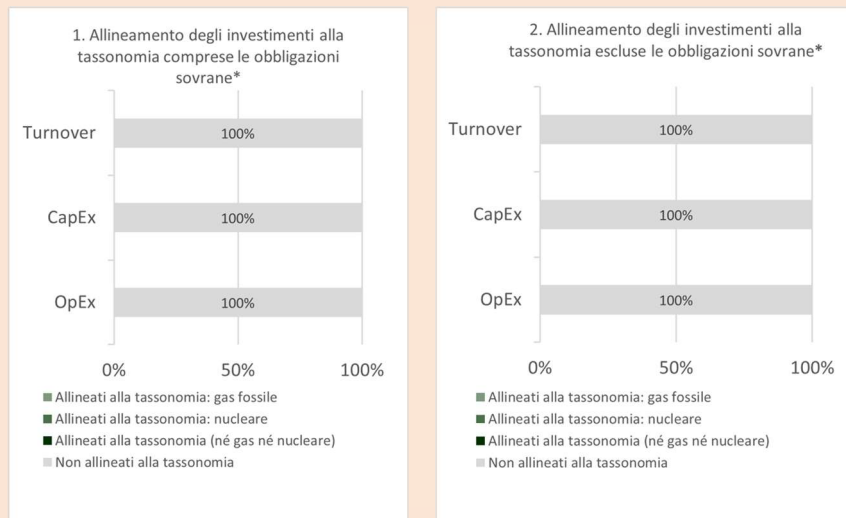 1. Allineamento degli investimenti alla
tassonomia comprese le obbligazioni
sovrane*
Turnover
100%
CapEx
100%
OpEx
100%
0%
50%
100%
Allineati alla tassonomia: gas fossile
Allineati alla tassonomia: nucleare
Allineati alla tassonomia (né gas né nucleare)
Non allineati alla tassonomia
2. Allineamento degli investimenti alla
tassonomia escluse le obbligazioni sovrane*
Turnover
100%
CapEx
100%
OpEx
100%
0%
50%
100%
Allineati alla tassonomia: gas fossile
Allineati alla tassonomia: nucleare
Allineati alla tassonomia (né gas né nucleare)
Non allineati alla tassonomia